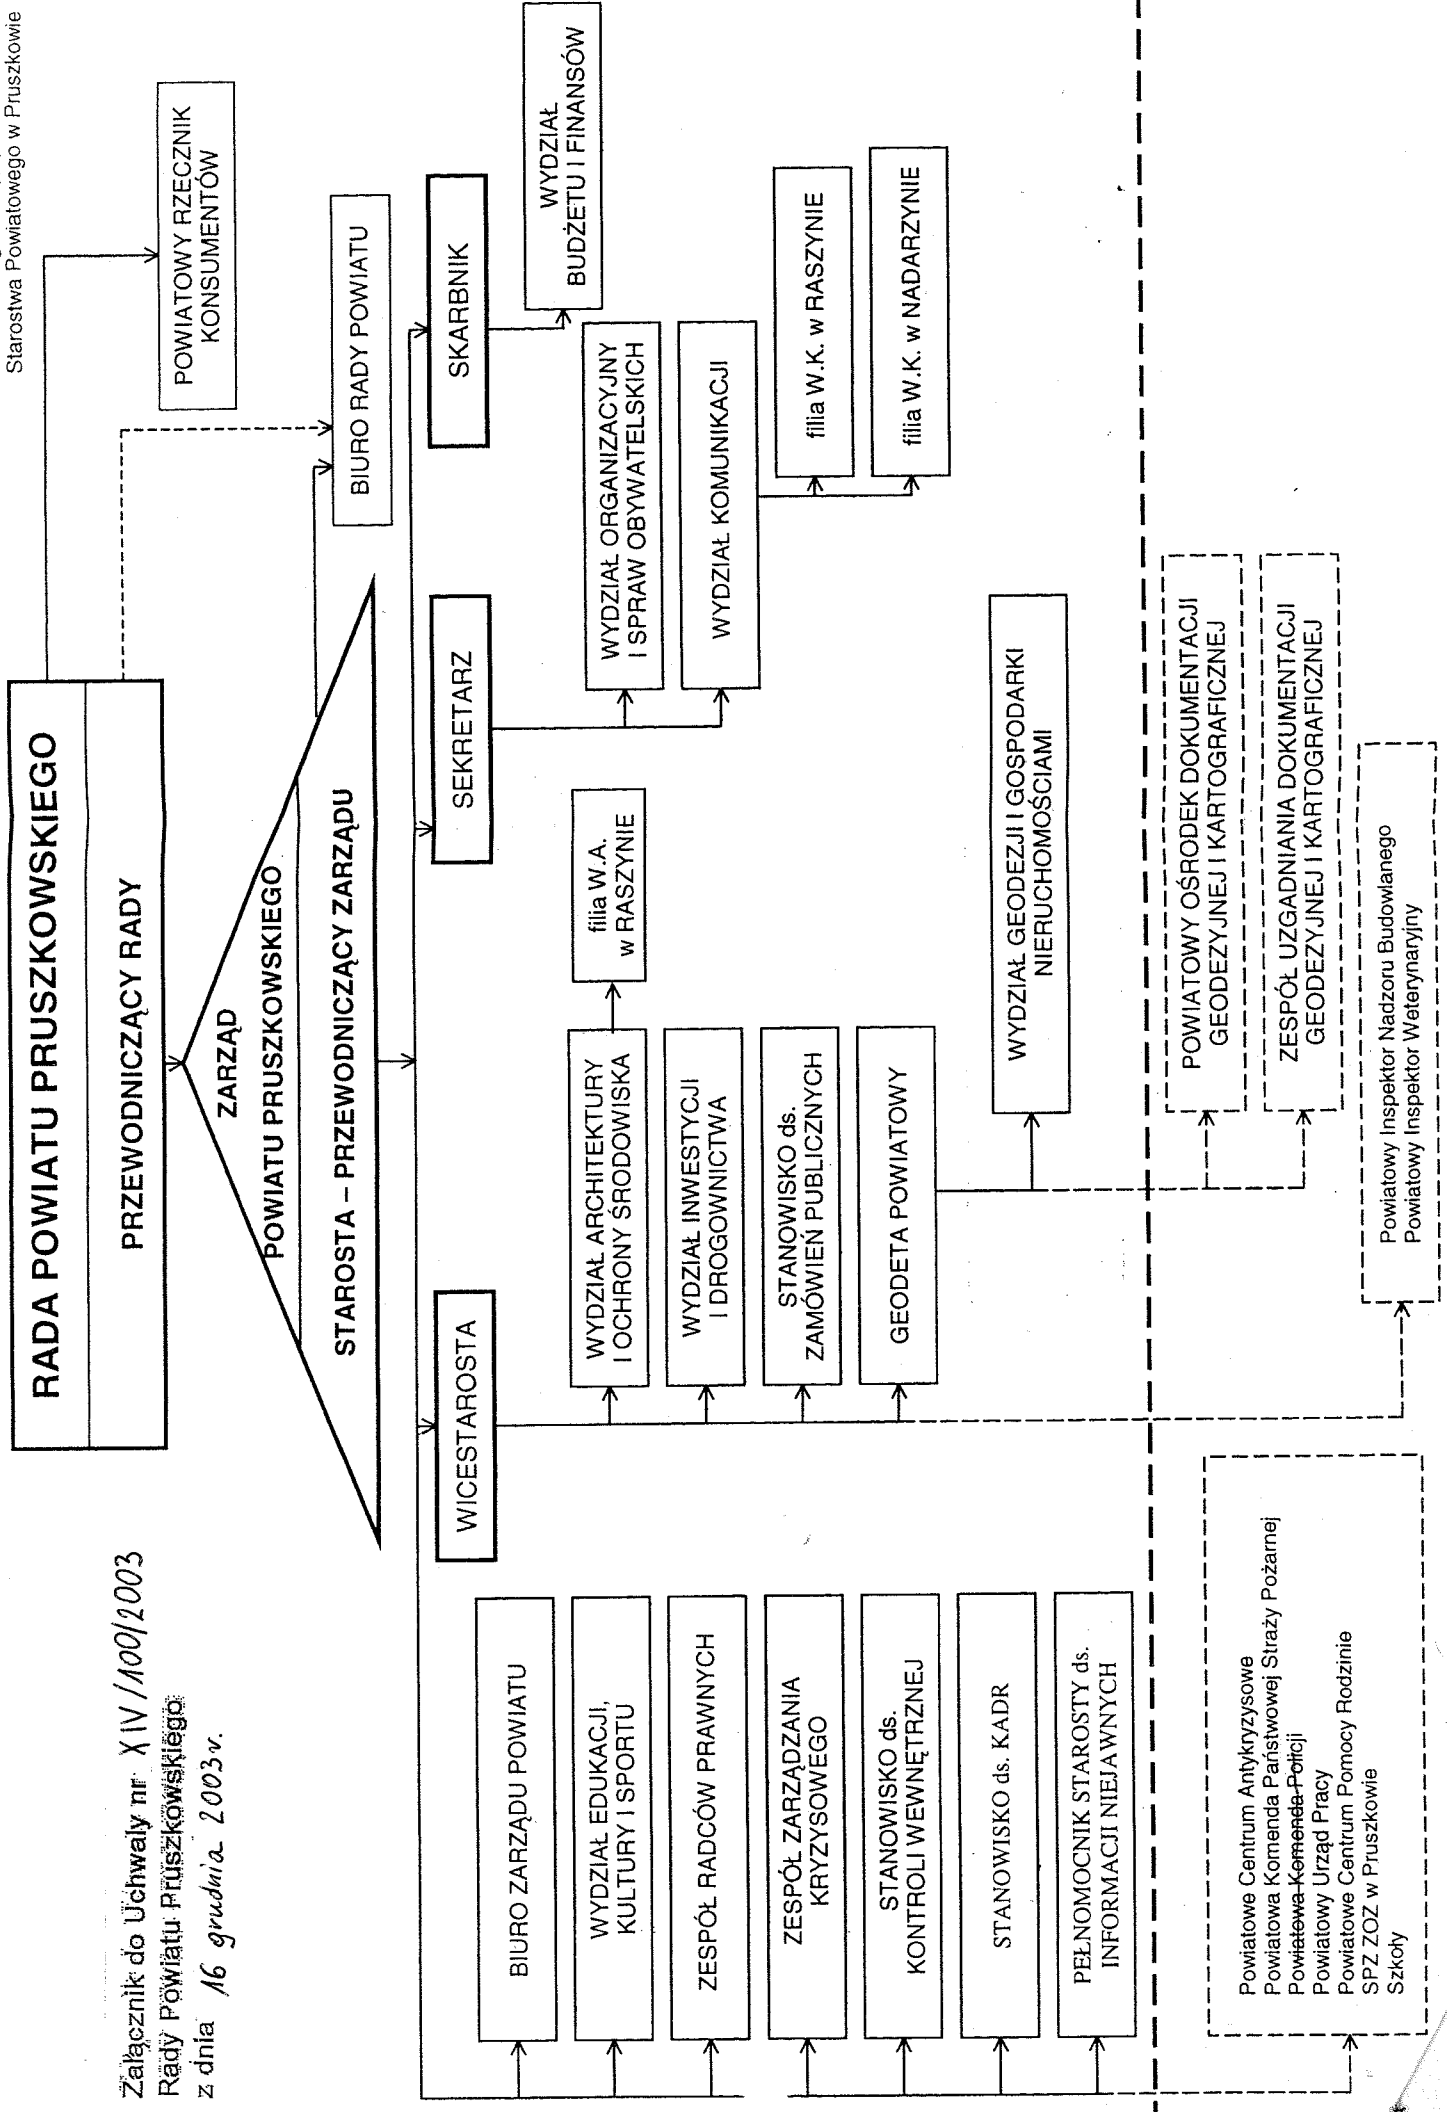 Starostwa Powiatowego w Pruszkowie
Załącznik do Uchwały nr XIV/100/2003
Rady Powiatu Pruszkowskiego
z dnia 16 grudnia 2003r.
RADA POWIATU PRUSZKOWSKIEGO
PRZEWODNICZĄCY RADY
POWIATOWY RZECZNIK
KONSUMENTÓW
ZARZĄD
POWIATU PRUSZKOWSKIEGO
STAROSTA – PRZEWODNICZĄCY ZARZĄDU
BIURO RADY POWIATU
WICESTAROSTA
SEKRETARZ
SKARBNIK
BIURO ZARZĄDU POWIATU
WYDZIAŁ EDUKACJI,
KULTURY I SPORTU
ZESPÓŁ RADCÓW PRAWNYCH
ZESPÓŁ ZARZĄDZANIA
KRYZYSOWEGO
STANOWISKO ds.
KONTROLI WEWNĘTRZNEJ
STANOWISKO ds. KADR
PEŁNOMOCNIK STAROSTY ds.
INFORMACJI NIEJAWNYCH
WYDZIAŁ ARCHITEKTURY
I OCHRONY ŚRODOWISKA
filia W.A.
w RASZYNIE
WYDZIAŁ INWESTYCJI
I DROGOWNICTWA
STANOWISKO ds.
ZAMÓWIEŃ PUBLICZNYCH
GEODETA POWIATOWY
WYDZIAŁ GEODEZJI I GOSPODARKI
NIERUCHOMOŚCIAMI
WYDZIAŁ ORGANIZACYJNY
I SPRAW OBYWATELSKICH
WYDZIAŁ KOMUNIKACJI
filia W.K. w RASZYNIE
filia W.K. w NADARZYNIE
WYDZIAŁ
BUDŻETU I FINANSÓW
Powiatowe Centrum Antykryzysowe
Powiatowa Komenda Państwowej Straży Pożarnej
Powiatowa Komenda Policji
Powiatowy Urząd Pracy
Powiatowe Centrum Pomocy Rodzinie
SPZ ZOZ w Pruszkowie
Szkoły
POWIATOWY OŚRODEK DOKUMENTACJI
GEODEZYJNEJ I KARTOGRAFICZNEJ
ZESPÓŁ UZGADNIANIA DOKUMENTACJI
GEODEZYJNEJ I KARTOGRAFICZNEJ
Powiatowy Inspektor Nadzoru Budowlanego
Powiatowy Inspektor Weterynaryjny